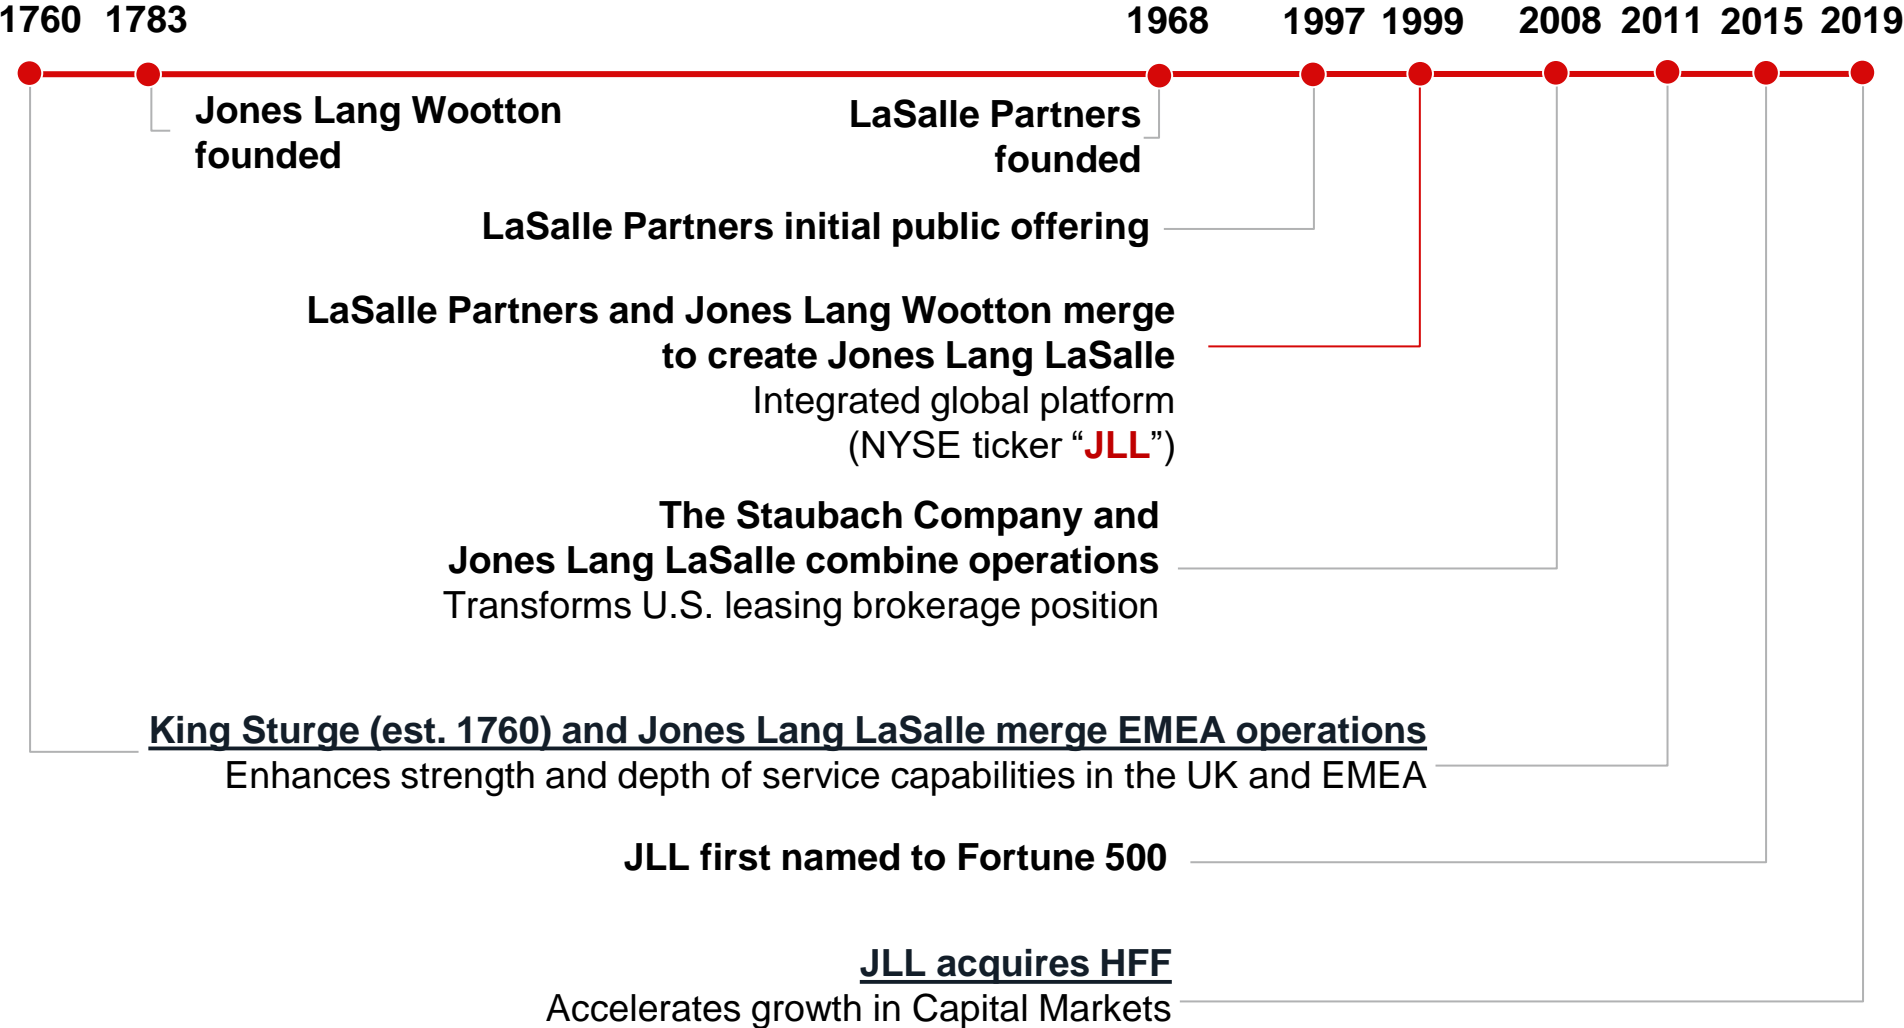 1760 1783 1968 1997 1999 2008 2011 2015 2019
Jones Lang Wootton
founded
LaSalle Partners
founded
LaSalle Partners initial public offering
LaSalle Partners and Jones Lang Wootton merge
to create Jones Lang LaSalle
Integrated global platform
(NYSE ticker “JLL”)
The Staubach Company and
Jones Lang LaSalle combine operations
Transforms U.S. leasing brokerage position
King Sturge (est. 1760) and Jones Lang LaSalle merge EMEA operations
Enhances strength and depth of service capabilities in the UK and EMEA
JLL first named to Fortune 500
JLL acquires HFF
Accelerates growth in Capital Markets